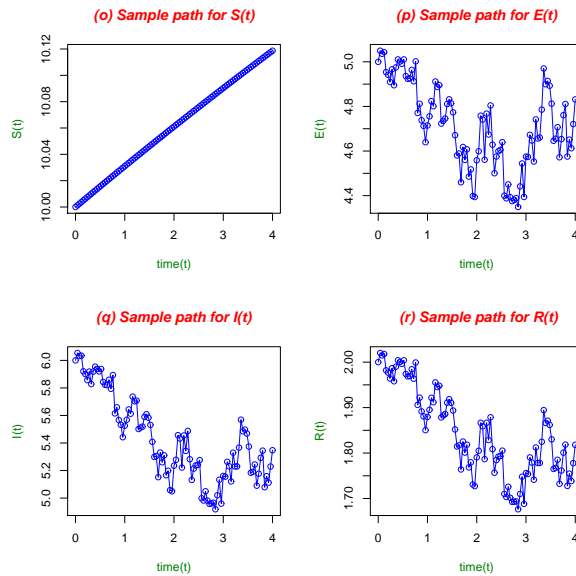 (o) Sample path for S(t)
S(t)
10.00 10.04 10.08 10.12
0 1 2 3 4
time(t)
(p) Sample path for E(t)
E(t)
4.4 4.6 4.8 5.0
0 1 2 3 4
time(t)
(q) Sample path for I(t)
I(t)
5.0 5.2 5.4 5.6 5.8 6.0
0 1 2 3 4
time(t)
(r) Sample path for R(t)
R(t)
1.70 1.80 1.90 2.00
0 1 2 3 4
time(t)